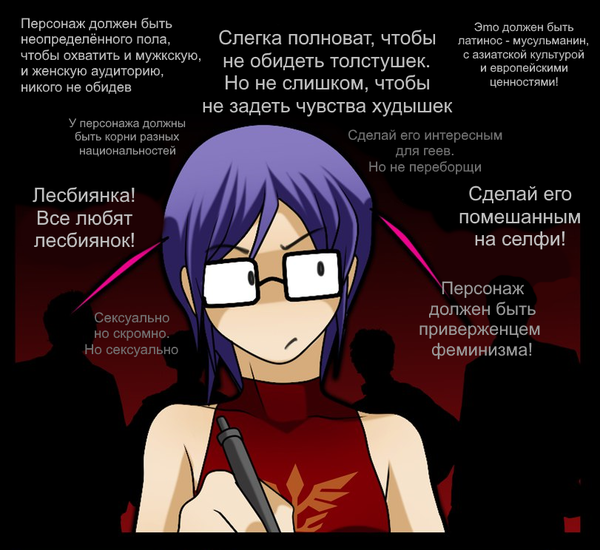 Персонаж должен быть
неопределённого пола,
чтобы охватить и мужкскую,
и женскую аудиторию,
никого не обидев
Слегка полноват, чтобы
не обидеть толстушек.
Но не слишком, чтобы
не задеть чувства худышек
Эmo должен быть
латинос - мусульманин,
с азиатской культурой
и европейскими
ценностями!
У персонажа должны
быть корни разных
национальностей
Сделай его интересным
для геев.
Но не переборщи
Лесбиянка!
Все любят
лесбиянок!
Сделай его
помешанным
на селфи!
Сексуально
но скромно.
Но сексуально
Персонаж
должен быть
приверженцем
феминизма!